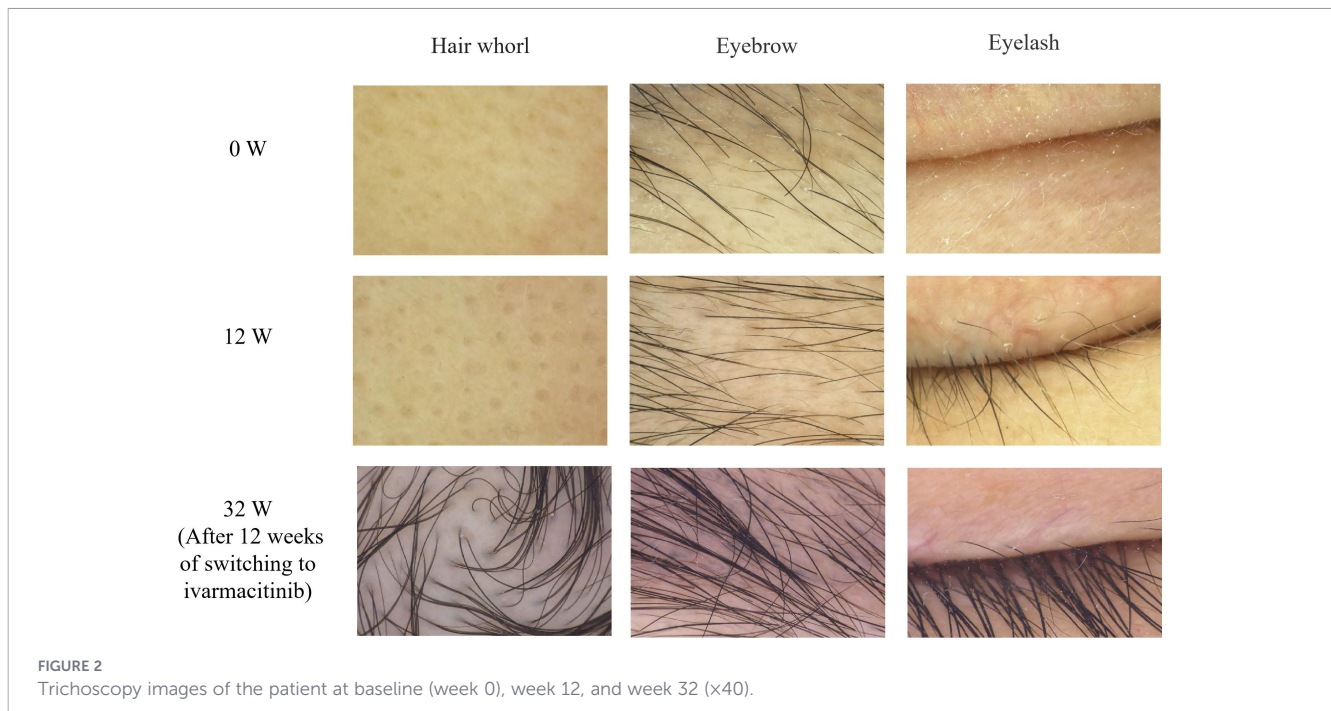 Hair whorl
Eyebrow
Eyelash
0 W
12 W
32 W
(After 12 weeks
of switching to
ivarmacitinib)
FIGURE 2
Trichoscopy images of the patient at baseline (week 0), week 12, and week 32 (×40).